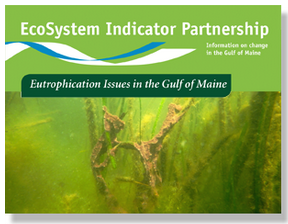 EcoSystem Indicator Partnership
Information on change
in the Gulf of Maine
Eutrophication Issues in the Gulf of Maine